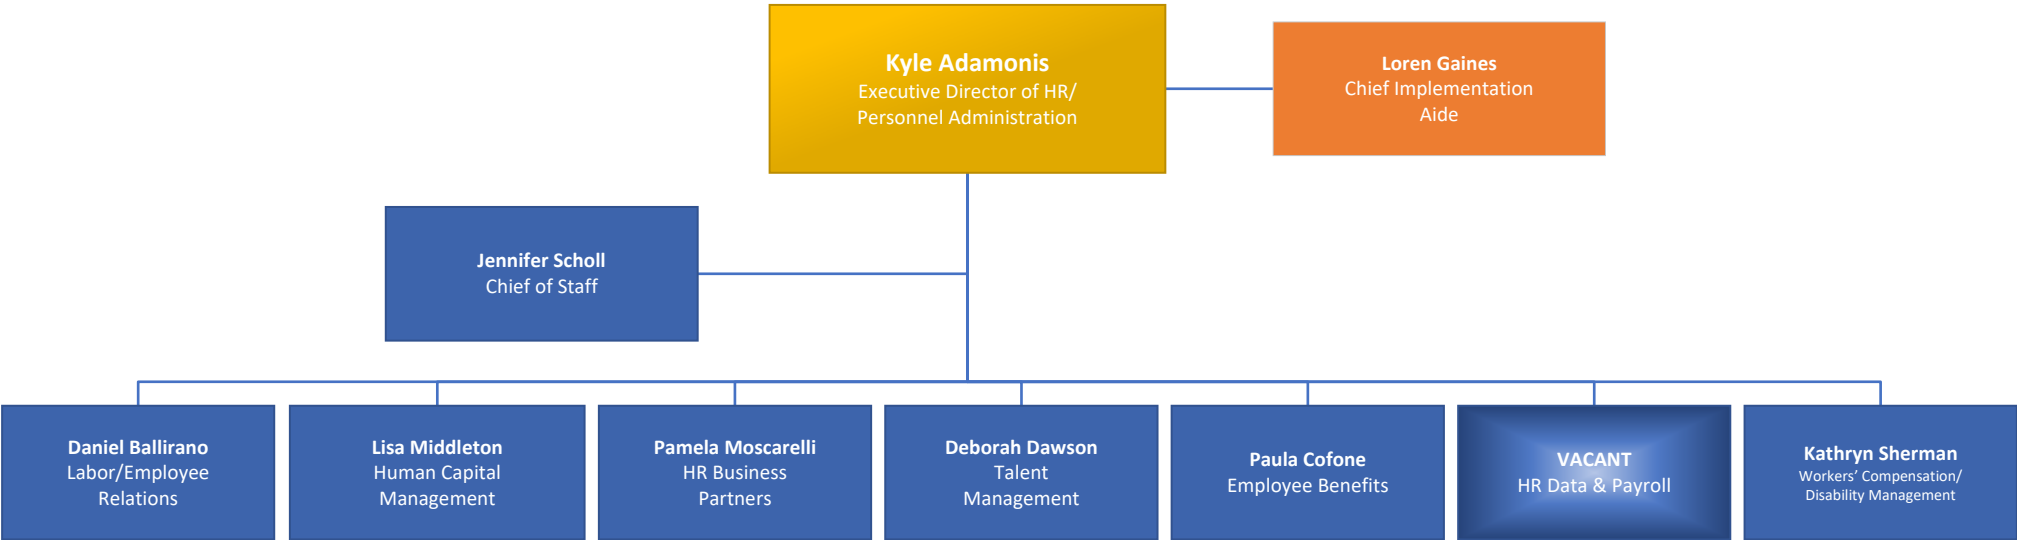 Kyle Adamonis
Executive Director of HR/
Personnel Administration
Loren Gaines
Chief Implementation
Aide
Jennifer Scholl
Chief of Staff
Daniel Ballirano
Labor/Employee
Relations
Lisa Middleton
Human Capital
Management
Pamela Moscarelli
HR Business
Partners
Deborah Dawson
Talent
Management
Paula Cofone
Employee Benefits
VACANT
HR Data & Payroll
Kathryn Sherman
Workers’ Compensation/
Disability Management